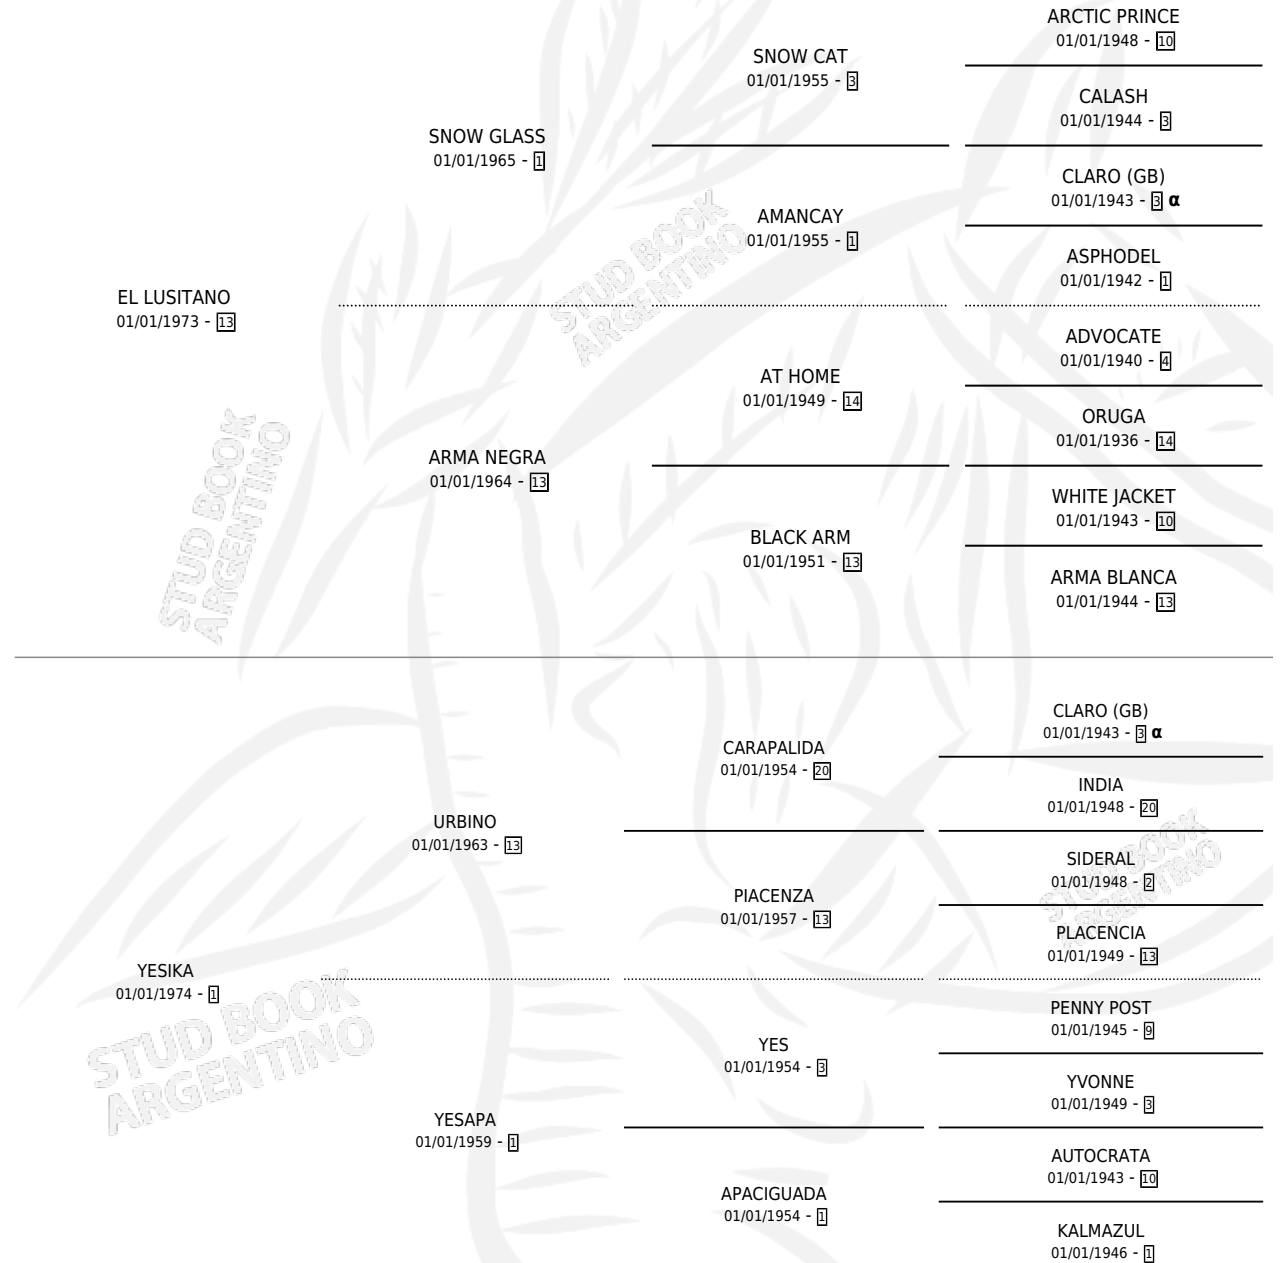 ARCTIC PRINCE
01/01/1948 - 10
SNOW CAT
01/01/1955 - 3
CALASH
01/01/1944 - 3
SNOW GLASS
01/01/1965 - 1
CLARO (GB)
01/01/1943 - 3 α
AMANCAY
01/01/1955 - 1
ASPHODEL
01/01/1942 - 1
EL LUSITANO
01/01/1973 - 13
ADVOCATE
01/01/1940 - 4
AT HOME
01/01/1949 - 14
ORUGA
01/01/1936 - 14
ARMA NEGRA
01/01/1964 - 13
WHITE JACKET
01/01/1943 - 10
BLACK ARM
01/01/1951 - 13
ARMA BLANCA
01/01/1944 - 13
CLARO (GB)
01/01/1943 - 3 α
CARAPALIDA
01/01/1954 - 20
INDIA
01/01/1948 - 20
URBINO
01/01/1963 - 13
SIDERAL
01/01/1948 - 2
PIACENZA
01/01/1957 - 13
PLACENCIA
01/01/1949 - 13
YESIKA
01/01/1974 - 1
PENNY POST
01/01/1945 - 9
YES
01/01/1954 - 3
YVONNE
01/01/1949 - 3
YESAPA
01/01/1959 - 1
AUTOCRATA
01/01/1943 - 10
APACIGUADA
01/01/1954 - 1
KALMAZUL
01/01/1946 - 1
STUD BOOK
ARGENTINO
STUD BOOK
ARGENTINO
STUD BOOK
ARGENTINO
STUD BOOK
ARGENTINO